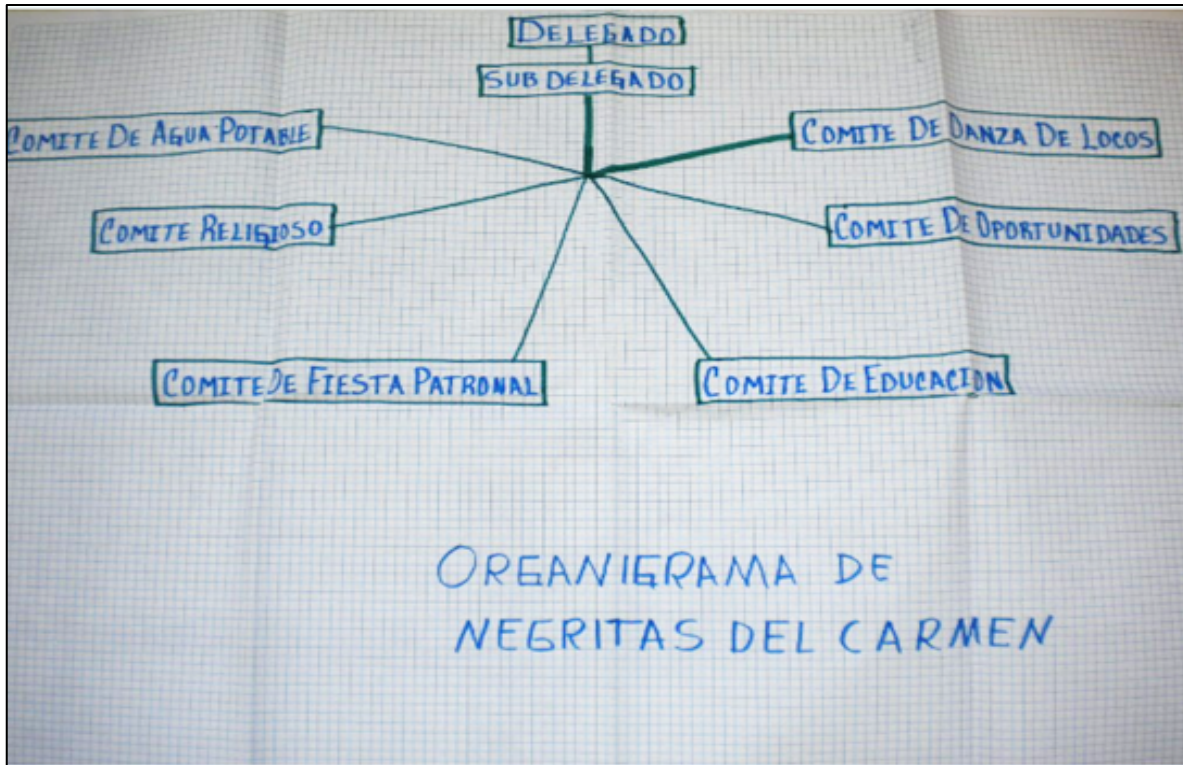 DELEGADO
SUB DELEGADO
COMITE DE AGUA POTABLE
COMITE DE DANZA DE LOCOS
COMITE RELIGIOSO
COMITE DE OPORTUNIDADES
COMITE DE FIESTA PATRONAL
COMITE DE EDUCACION
ORGANIGRAMA DE
NEGRITAS DEL CARMEN